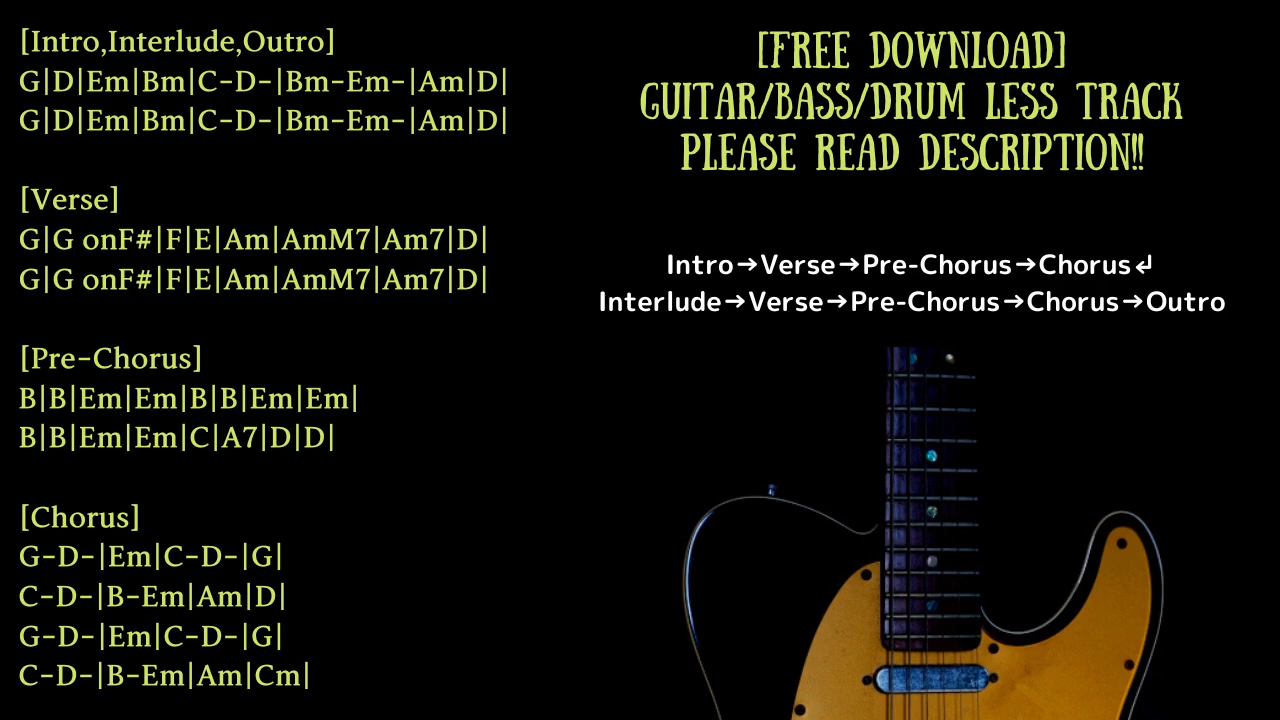 [Intro,Interlude,Outro]
G|D|Em|Bm|C-D-|Bm-Em-|Am|D|
G|D|Em|Bm|C-D-|Bm-Em-|Am|D|
[Verse]
G|G onF#|F|E|Am|AmM7|Am7|D|
G|G onF#|F|E|Am|AmM7|Am7|D|
[Pre-Chorus]
B|B|Em|Em|B|B|Em|Em|
B|B|Em|Em|C|A7|D|D|
[Chorus]
G-D-|Em|C-D-|G|
C-D-|B-Em|Am|D|
G-D-|Em|C-D-|G|
C-D-|B-Em|Am|Cm|
[FREE DOWNLOAD]
GUITAR/BASS/DRUM LESS TRACK
PLEASE READ DESCRIPTION!!
Intro→Verse→Pre-Chorus→Chorus↲
Interlude→Verse→Pre-Chorus→Chorus→Outro